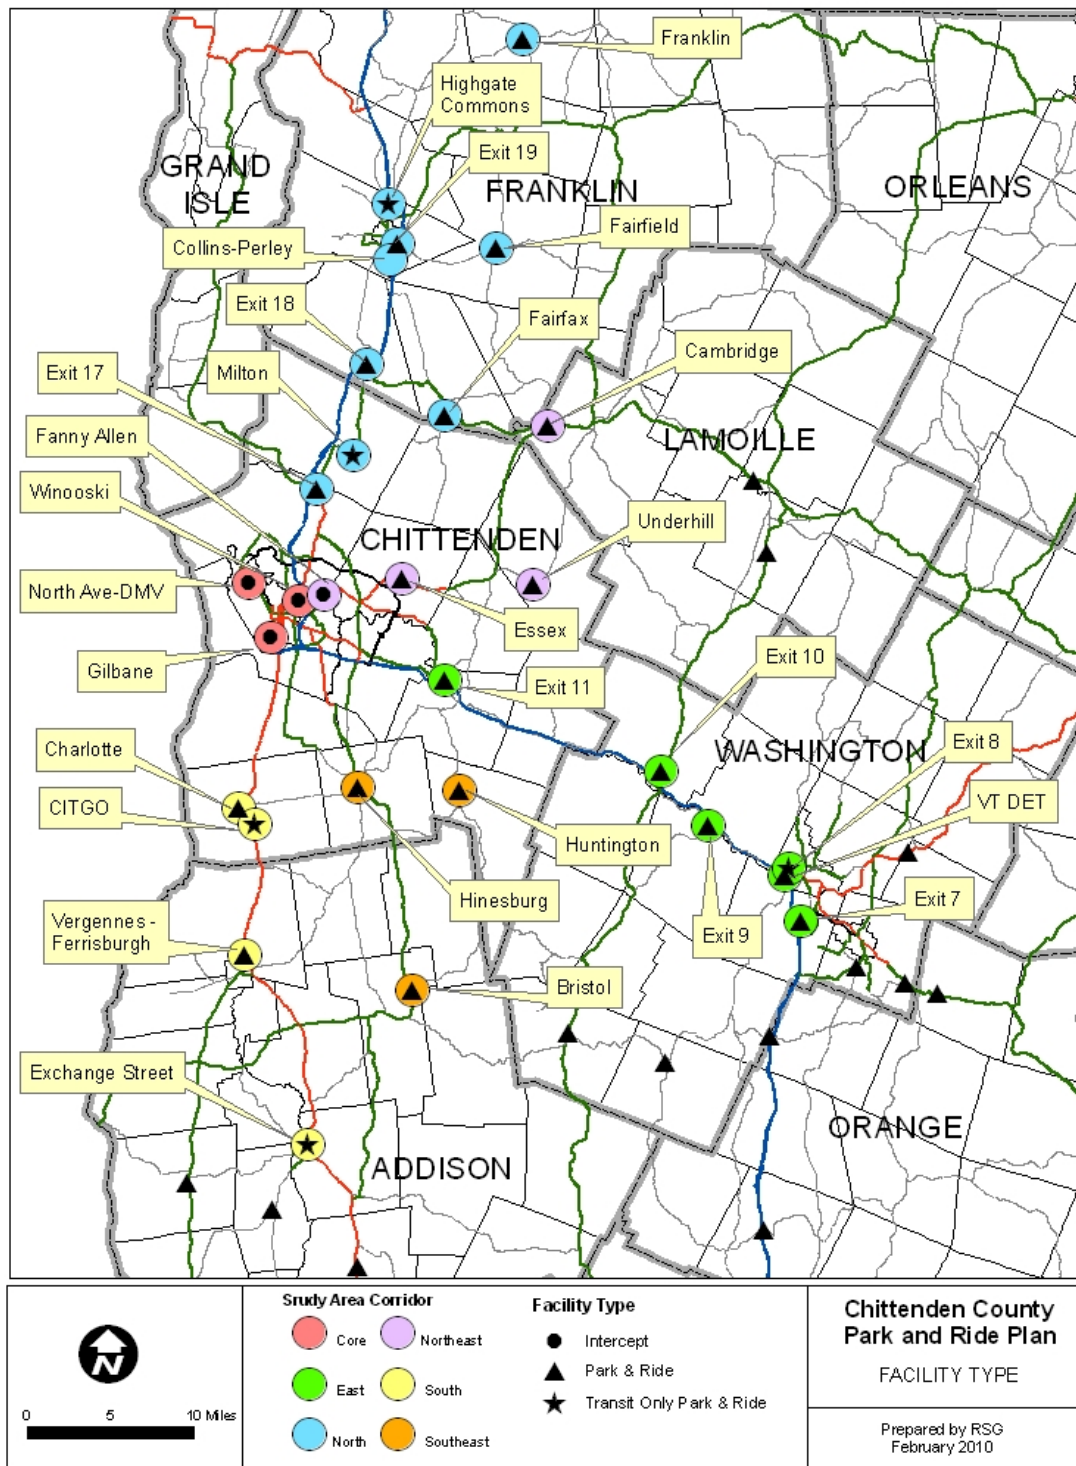 Franklin
Highgate
Commons
Exit 19
GRAND
ISLE
FRANKLIN
ORLEANS
Collins-Perley
Fairfield
Exit 18
Fairfax
Exit 17
Milton
Cambridge
Fanny Allen
LAMOILLE
Winooski
CHITTENDEN
Underhill
North Ave-DMV
Essex
Gilbane
Exit 10
Exit 11
Charlotte
WASHINGTON
Exit 8
CITGO
VT DET
Huntington
Hinesburg
Exit 7
Vergennes -
Ferrisburgh
Exit 9
Bristol
Exchange Street
ORANGE
ADDISON
N
0 5 10 Miles
Srudy Area Corridor
Core
Northeast
East
South
North
Southeast
Facility Type
Intercept
Park & Ride
Transit Only Park & Ride
Chittenden County
Park and Ride Plan
FACILITY TYPE
Prepared by RSG
February 2010